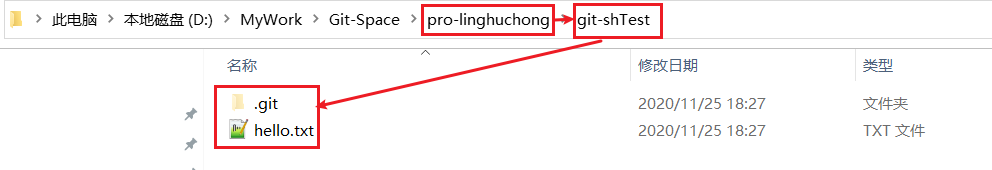 此电脑 > 本地磁盘 (D:) > MyWork > Git-Space > pro-linghuchong > git-shTest
名称 修改日期 类型
.git 2020/11/25 18:27 文件夹
hello.txt 2020/11/25 18:27 TXT 文件